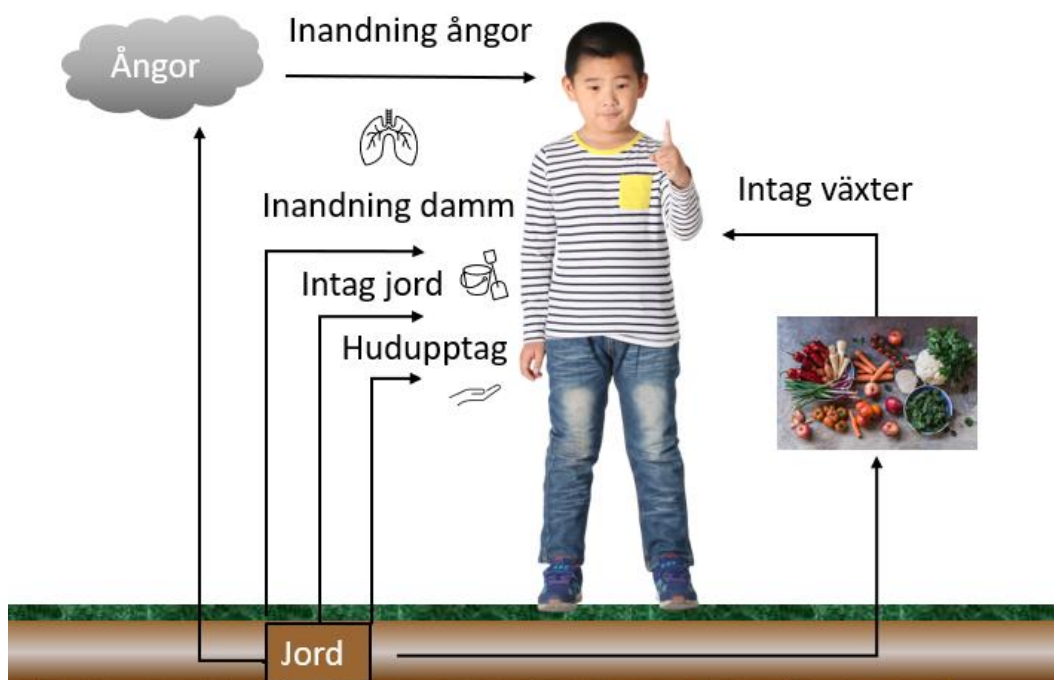 Inandning ångor
Ångor
Inandning damm
Intag växter
Intag jord
Hudupptag
Jord